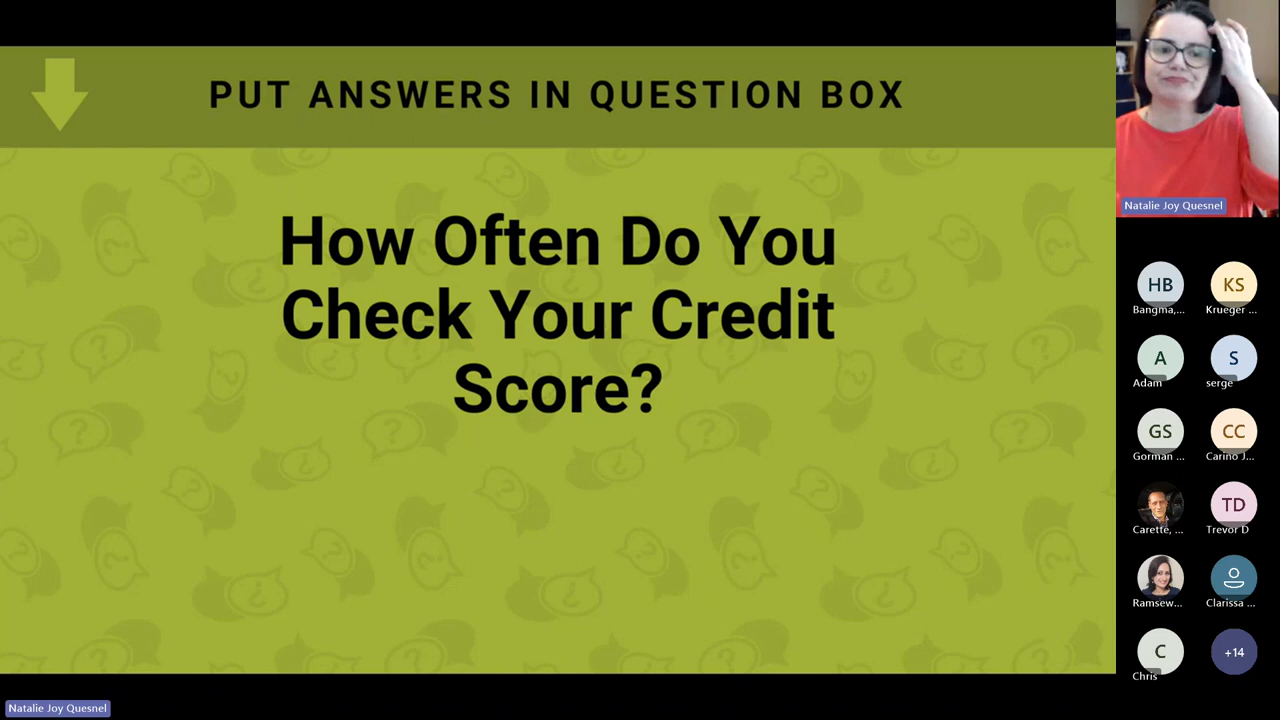 PUT ANSWERS IN QUESTION BOX
How Often Do You
Check Your Credit
Score?
Natalie Joy Quesnel
HB
KS
Bangma,...
Krueger ...
A
S
Adam
serge
GS
CC
Gorman ...
Carino J...
TD
Carette, ...
Trevor D
Ramsew...
Clarissa ...
C
+14
Chris
Natalie Joy Quesnel